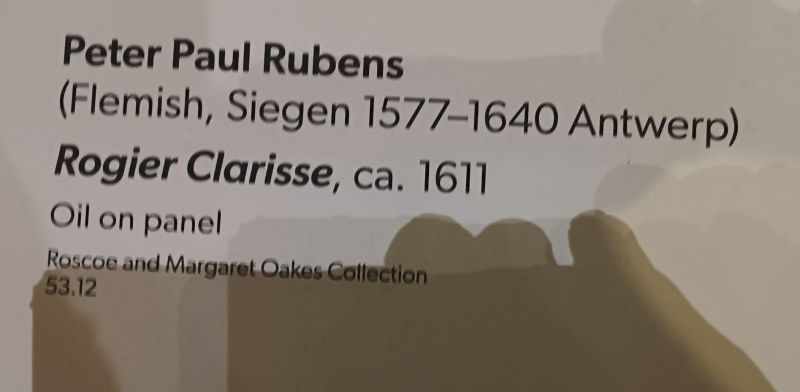 Peter Paul Rubens
(Flemish, Siegen 1577–1640 Antwerp)
Rogier Clarisse, ca. 1611
Oil on panel
Roscoe and Margaret Oakes Collection
53.12